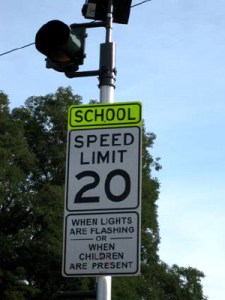 SCHOOL
SPEED
LIMIT
20
WHEN LIGHTS
ARE FLASHING
OR
WHEN
CHILDREN
ARE PRESENT